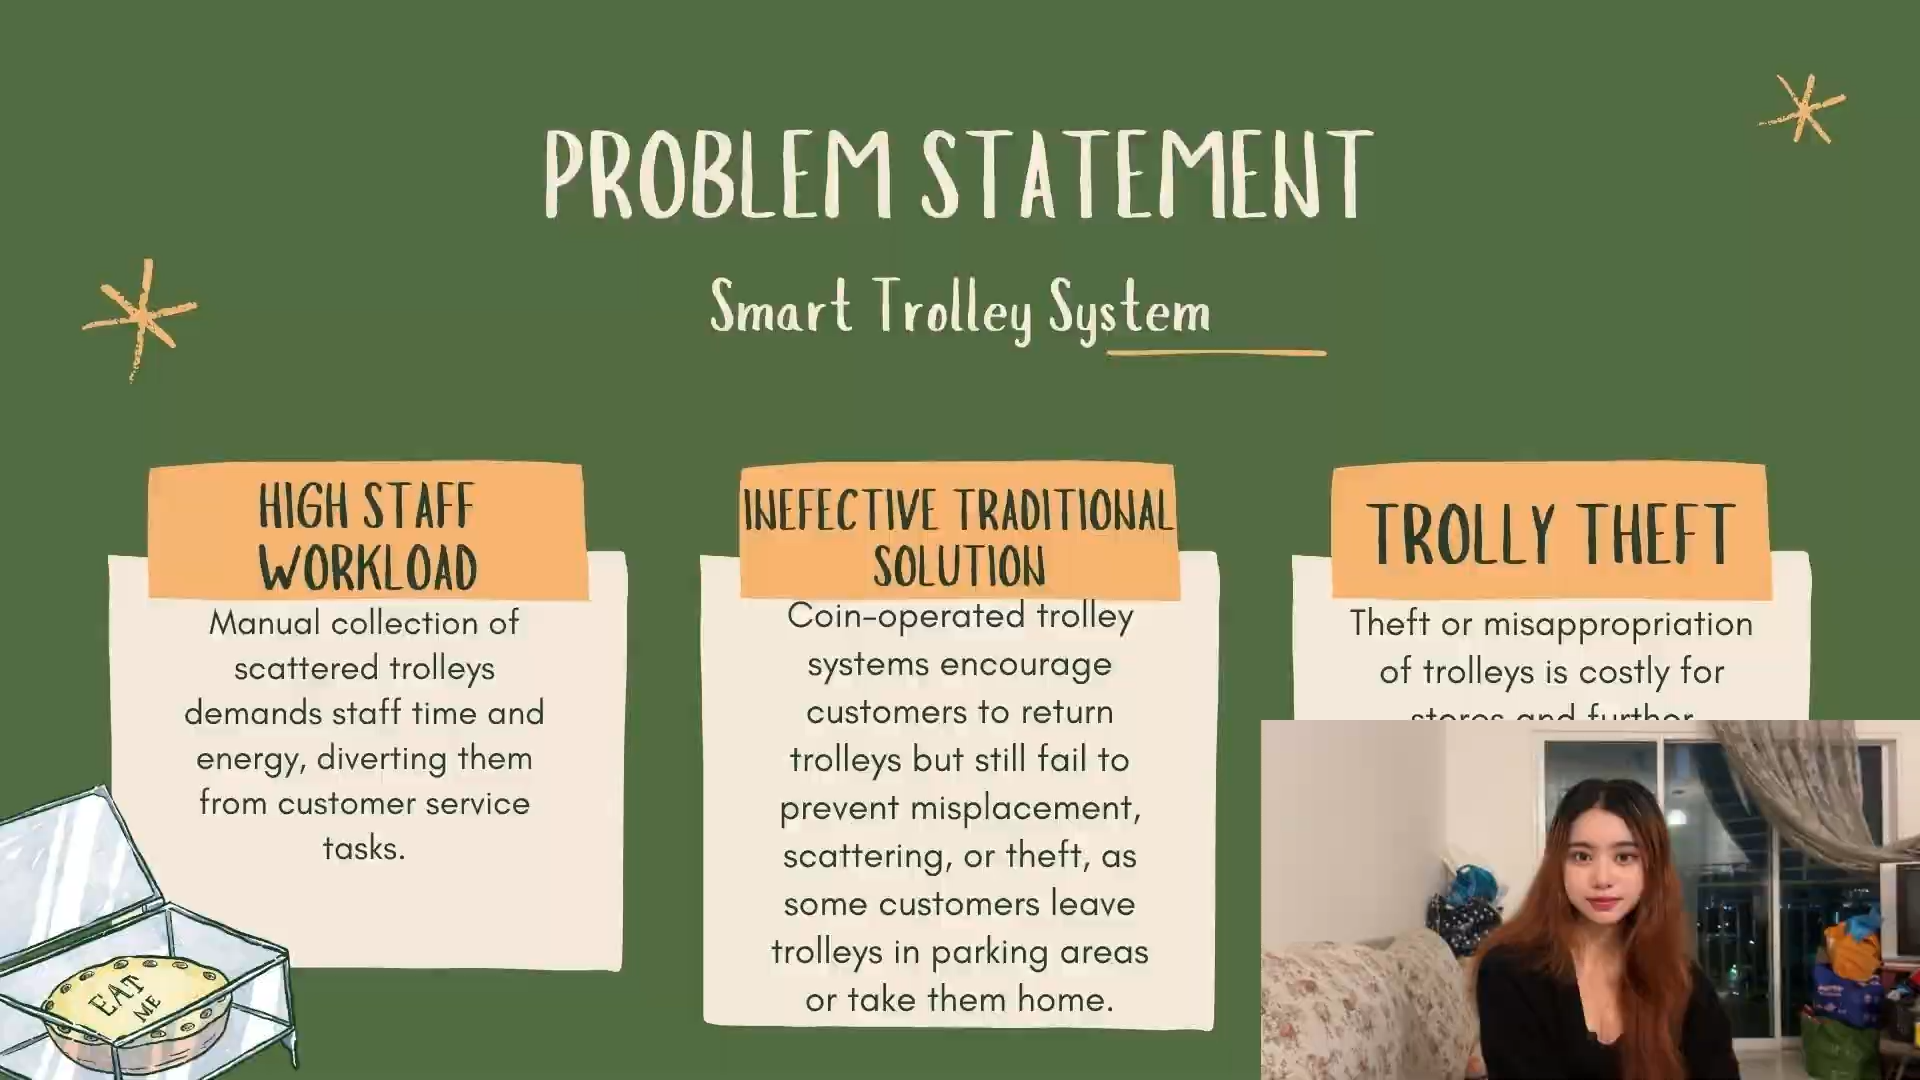 PROBLEM STATEMENT
Smart Trolley System
HIGH STAFF
WORKLOAD
Manual collection of
scattered trolleys
demands staff time and
energy, diverting them
from customer service
tasks.
INEFECTIVE TRADITIONAL
SOLUTION
Coin-operated trolley
systems encourage
customers to return
trolleys but still fail to
prevent misplacement,
scattering, or theft, as
some customers leave
trolleys in parking areas
or take them home.
TROLLY THEFT
Theft or misappropriation
of trolleys is costly for
stores and further
EAT
ME